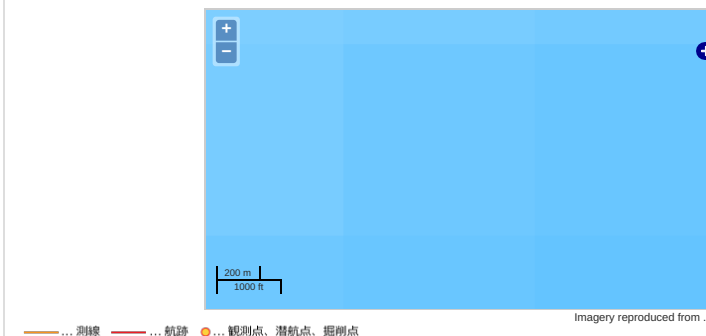 +
−
200 m
1000 ft
Imagery reproduced from .
... 測線 ... 航跡 ... 観測点、潜航点、掘削点